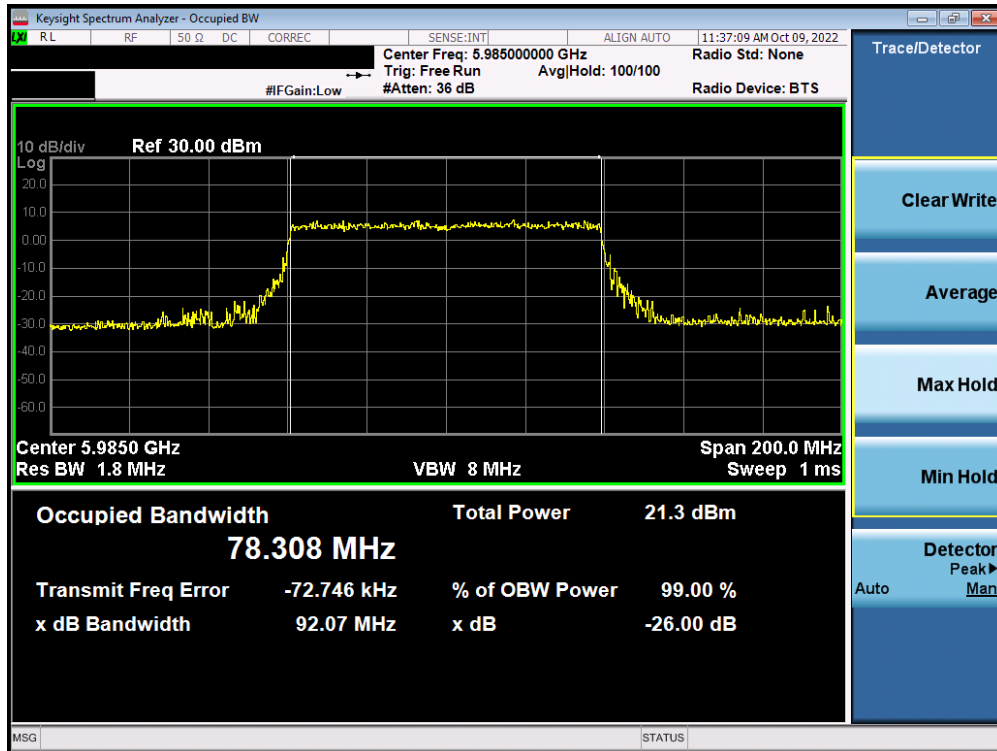 Keysight Spectrum Analyzer - Occupied BW
LXI RL RF 50 Ω DC CORREC SENSE:INT ALIGN AUTO 11:37:09 AM Oct 09, 2022
Center Freq: 5.985000000 GHz Radio Std: None
Trig: Free Run Avg|Hold: 100/100
#IFGain:Low #Atten: 36 dB Radio Device: BTS
Trace/Detector
10 dB/div Ref 30.00 dBm
Log
20.0
10.0
0.00
-10.0
-20.0
-30.0
-40.0
-50.0
-60.0
Center 5.9850 GHz Span 200.0 MHz
Res BW 1.8 MHz VBW 8 MHz Sweep 1 ms
Occupied Bandwidth Total Power 21.3 dBm
78.308 MHz
Transmit Freq Error -72.746 kHz % of OBW Power 99.00 %
x dB Bandwidth 92.07 MHz x dB -26.00 dB
Clear Write
Average
Max Hold
Min Hold
Detector
Peak▶
Auto Man
MSG STATUS